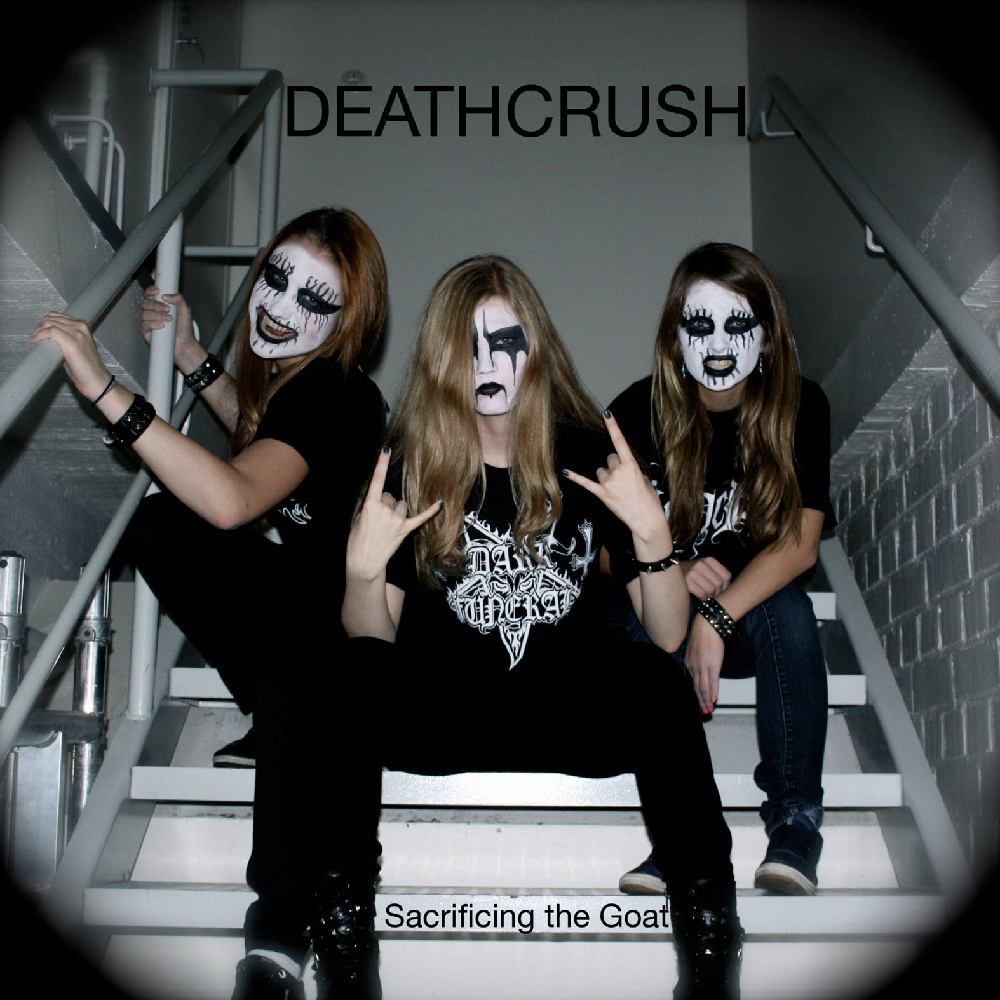 DEATHCRUSH
DARK
FUNERAL
Sacrificing the Goat